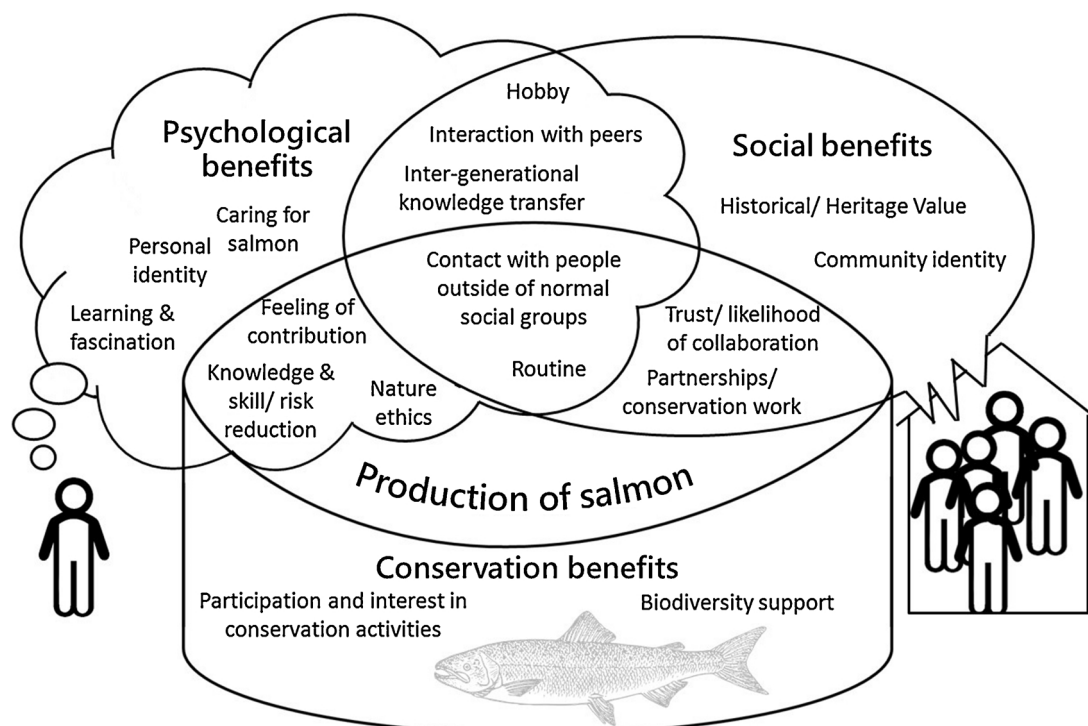 Psychological
benefits
Caring for
salmon
Personal
identity
Learning &
fascination
Hobby
Interaction with peers
Inter-generational
knowledge transfer
Social benefits
Historical/ Heritage Value
Community identity
Contact with people
outside of normal
social groups
Routine
Feeling of
contribution
Knowledge &
skill/ risk
reduction
Nature
ethics
Trust/ likelihood
of collaboration
Partnerships/
conservation work
Production of salmon
Conservation benefits
Participation and interest in
conservation activities
Biodiversity support